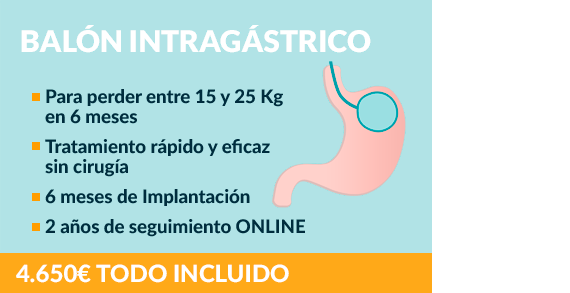 BALÓN INTRAGÁSTRICO
Para perder entre 15 y 25 Kg
en 6 meses
Tratamiento rápido y eficaz
sin cirugía
6 meses de Implantación
2 años de seguimiento ONLINE
4.650€ TODO INCLUIDO